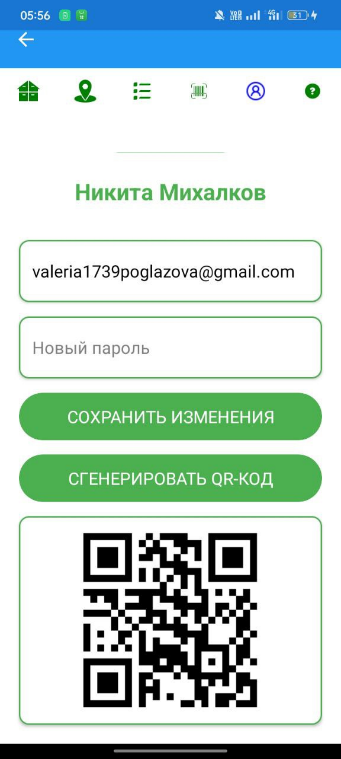 05:56
Никита Михалков
valeria1739poglazova@gmail.com
Новый пароль
СОХРАНИТЬ ИЗМЕНЕНИЯ
СГЕНЕРИРОВАТЬ QR-КОД